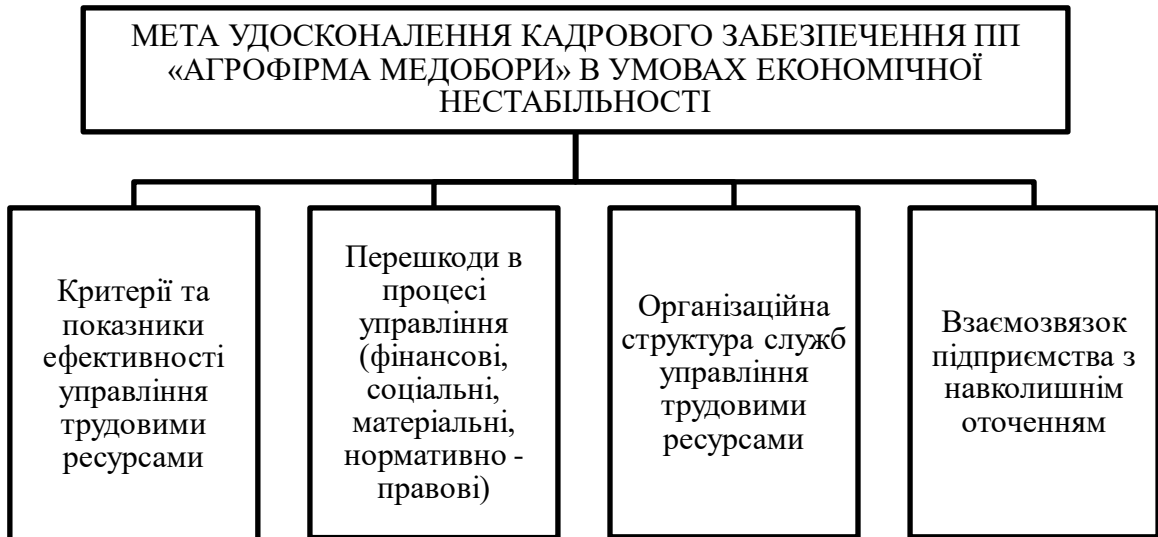 МЕТА УДОСКОНАЛЕННЯ КАДРОВОГО ЗАБЕЗПЕЧЕННЯ ПП
«АГРОФІРМА МЕДОБОРИ» В УМОВАХ ЕКОНОМІЧНОЇ
НЕСТАБІЛЬНОСТІ
Критерії та
показники
ефективності
управління
трудовими
ресурсами
Перешкоди в
процесі
управління
(фінансові,
соціальні,
матеріальні,
нормативно -
правові)
Організаційна
структура служб
управління
трудовими
ресурсами
Взаємозвязок
підприємства з
навколишнім
оточенням